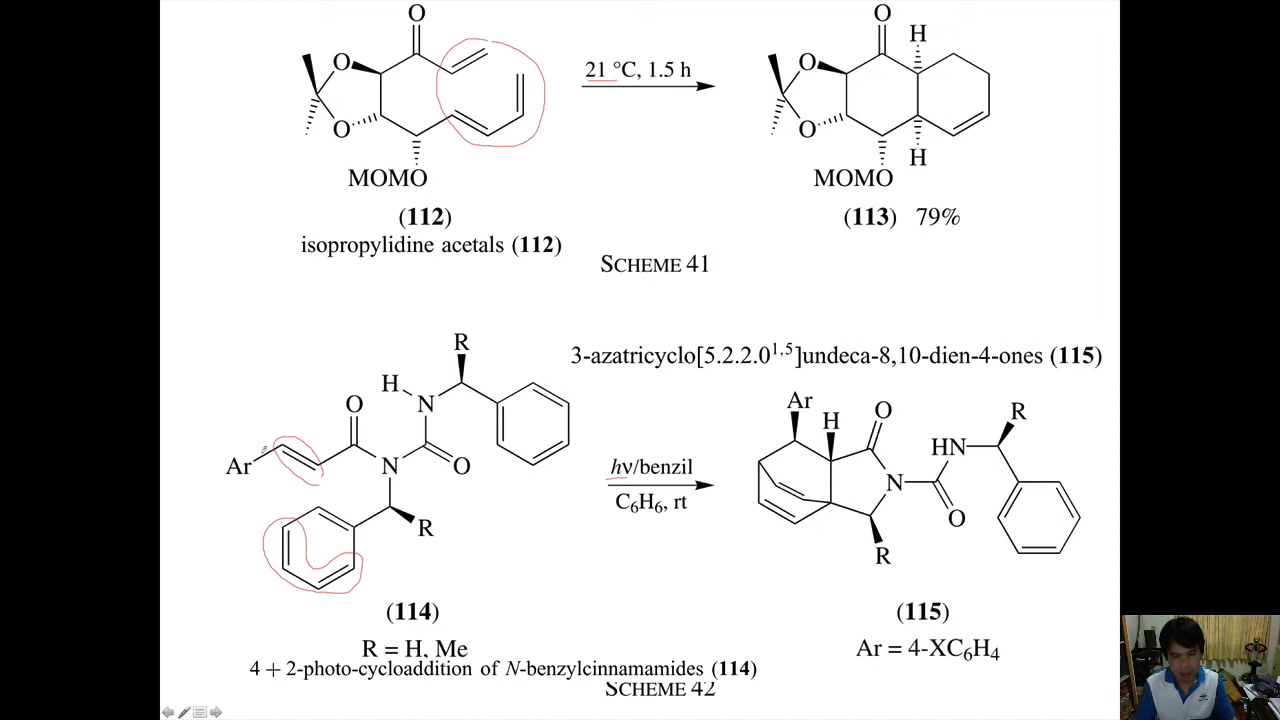 O
O
H
O
21 °C, 1.5 h
O
O
O
H
MOMO
MOMO
(112)
(113) 79%
isopropylidine acetals (112)
SCHEME 41
R
3-azatricyclo[5.2.2.0¹,⁵]undeca-8,10-dien-4-ones (115)
H
Ar
O
R
O
N
H
HN
Ar
N
O
hν/benzil
N
C₆H₆, rt
O
R
R
(114)
(115)
R = H, Me
Ar = 4-XC₆H₄
4 + 2-photo-cycloaddition of N-benzylcinnamamides (114)
SCHEME 42